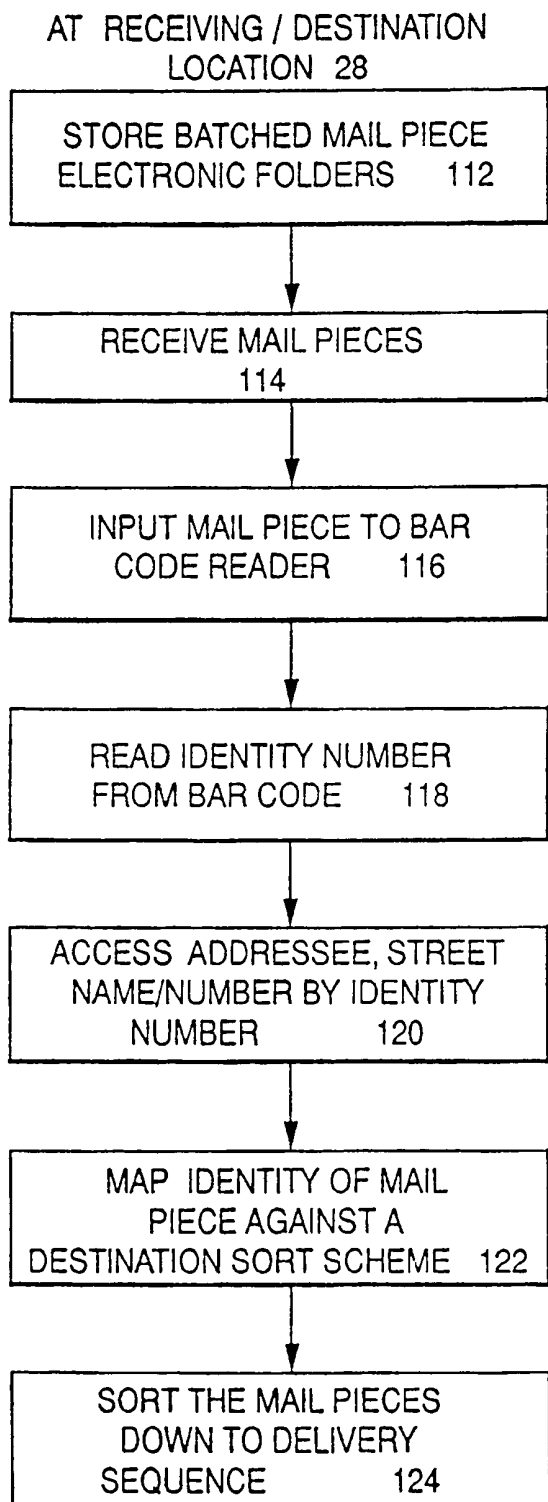 AT RECEIVING / DESTINATION
LOCATION 28
STORE BATCHED MAIL PIECE
ELECTRONIC FOLDERS 112
RECEIVE MAIL PIECES
114
INPUT MAIL PIECE TO BAR
CODE READER 116
READ IDENTITY NUMBER
FROM BAR CODE 118
ACCESS ADDRESSEE, STREET
NAME/NUMBER BY IDENTITY
NUMBER 120
MAP IDENTITY OF MAIL
PIECE AGAINST A
DESTINATION SORT SCHEME 122
SORT THE MAIL PIECES
DOWN TO DELIVERY
SEQUENCE 124